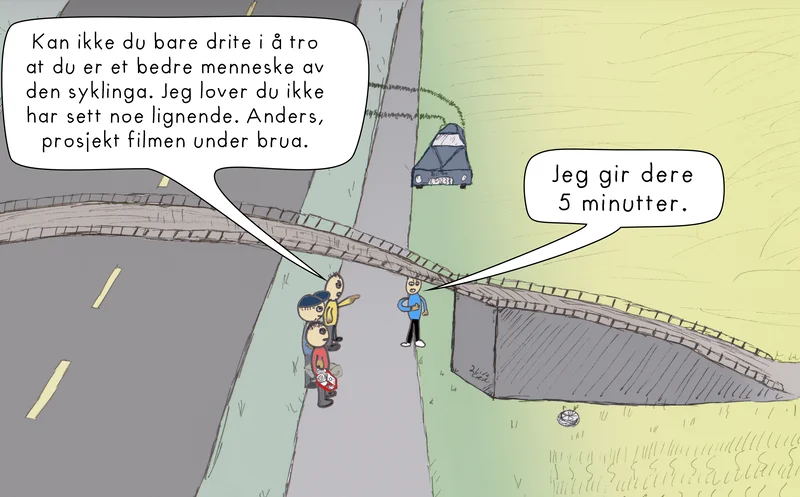 Kan ikke du bare drite i å tro
at du er et bedre menneske av
den syklinga. Jeg lover du ikke
har sett noe lignende. Anders,
prosjekt filmen under brua.
Jeg gir dere
5 minutter.